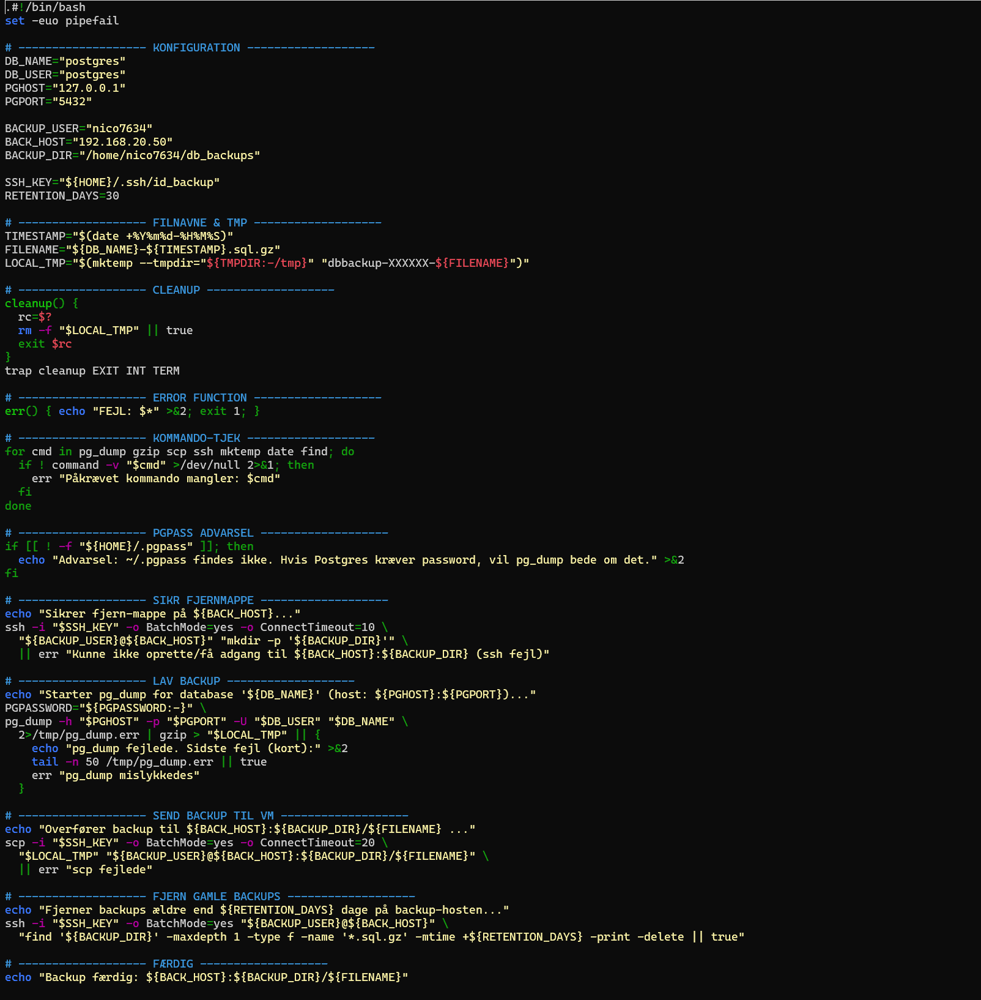 .#!/bin/bash
set -euo pipefail

# ------------------- KONFIGURATION -------------------
DB_NAME="postgres"
DB_USER="postgres"
PGHOST="127.0.0.1"
PGPORT="5432"

BACKUP_USER="nico7634"
BACK_HOST="192.168.20.50"
BACKUP_DIR="/home/nico7634/db_backups"

SSH_KEY="${HOME}/.ssh/id_backup"
RETENTION_DAYS=30

# ------------------- FILNAVNE & TMP -------------------
TIMESTAMP="$(date +%Y%m%d-%H%M%S)"
FILENAME="${DB_NAME}-${TIMESTAMP}.sql.gz"
LOCAL_TMP="$(mktemp --tmpdir="${TMPDIR:-/tmp}" "dbbackup-XXXXXX-${FILENAME}")"

# ------------------- CLEANUP -------------------
cleanup() {
  rc=$?
  rm -f "$LOCAL_TMP" || true
  exit $rc
}
trap cleanup EXIT INT TERM

# ------------------- ERROR FUNCTION -------------------
err() { echo "FEJL: $*" >&2; exit 1; }

# ------------------- KOMMANDO-TJEK -------------------
for cmd in pg_dump gzip scp ssh mktemp date find; do
  if ! command -v "$cmd" >/dev/null 2>&1; then
    err "Påkrævet kommando mangler: $cmd"
  fi
done

# ------------------- PGPASS ADVARSEL -------------------
if [[ ! -f "${HOME}/.pgpass" ]]; then
  echo "Advarsel: ~/.pgpass findes ikke. Hvis Postgres kræver password, vil pg_dump bede om det." >&2
fi

# ------------------- SIKR FJERNMAPPE -------------------
echo "Sikrer fjern-mappe på ${BACK_HOST}..."
ssh -i "$SSH_KEY" -o BatchMode=yes -o ConnectTimeout=10 \
  "${BACKUP_USER}@${BACK_HOST}" "mkdir -p '${BACKUP_DIR}'" \
  || err "Kunne ikke oprette/få adgang til ${BACK_HOST}:${BACKUP_DIR} (ssh fejl)"

# ------------------- LAV BACKUP -------------------
echo "Starter pg_dump for database '${DB_NAME}' (host: ${PGHOST}:${PGPORT})..."
PGPASSWORD="${PGPASSWORD:-}" \
pg_dump -h "$PGHOST" -p "$PGPORT" -U "$DB_USER" "$DB_NAME" \
  2>/tmp/pg_dump.err | gzip > "$LOCAL_TMP" || {
    echo "pg_dump fejlede. Sidste fejl (kort):" >&2
    tail -n 50 /tmp/pg_dump.err || true
    err "pg_dump mislykkedes"
  }

# ------------------- SEND BACKUP TIL VM -------------------
echo "Overfører backup til ${BACK_HOST}:${BACKUP_DIR}/${FILENAME} ..."
scp -i "$SSH_KEY" -o BatchMode=yes -o ConnectTimeout=20 \
  "$LOCAL_TMP" "${BACKUP_USER}@${BACK_HOST}:${BACKUP_DIR}/${FILENAME}" \
  || err "scp fejlede"

# ------------------- FJERN GAMLE BACKUPS -------------------
echo "Fjerner backups ældre end ${RETENTION_DAYS} dage på backup-hosten..."
ssh -i "$SSH_KEY" -o BatchMode=yes "${BACKUP_USER}@${BACK_HOST}" \
  "find '${BACKUP_DIR}' -maxdepth 1 -type f -name '*.sql.gz' -mtime +${RETENTION_DAYS} -print -delete || true"

# ------------------- FÆRDIG -------------------
echo "Backup færdig: ${BACK_HOST}:${BACKUP_DIR}/${FILENAME}"